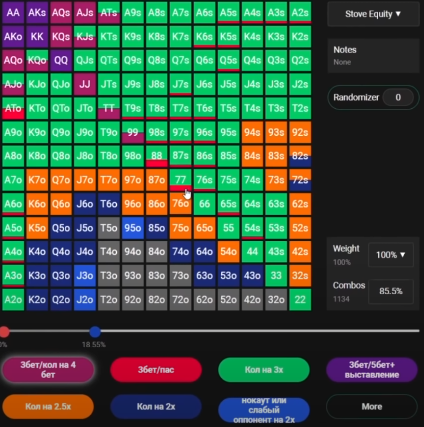 AA AKs AQs AJs ATs A9s A8s A7s A6s A5s A4s A3s A2s
AKo KK KQs KJs KTs K9s K8s K7s K6s K5s K4s K3s K2s
AQo KQo QQ QJs QTs Q9s Q8s Q7s Q6s Q5s Q4s Q3s Q2s
AJo KJo QJo JJ JTs J9s J8s J7s J6s J5s J4s J3s J2s
ATo KTo QTo JTo TT T9s T8s T7s T6s T5s T4s T3s T2s
A9o K9o Q9o J9o T9o 99 98s 97s 96s 95s 94s 93s 92s
A8o K8o Q8o J8o T8o 98o 88 87s 86s 85s 84s 83s 82s
A7o K7o Q7o J7o T7o 97o 87o 77 76s 75s 74s 73s 72s
A6o K6o Q6o J6o T6o 96o 86o 76o 66 65s 64s 63s 62s
A5o K5o Q5o J5o T5o 95o 85o 75o 65o 55 54s 53s 52s
A4o K4o Q4o J4o T4o 94o 84o 74o 64o 54o 44 43s 42s
A3o K3o Q3o J3o T3o 93o 83o 73o 63o 53o 43o 33 32s
A2o K2o Q2o J2o T2o 92o 82o 72o 62o 52o 42o 32o 22
Stove Equity ▼
Notes
None
Randomizer 0
Weight
100%
100% ▼
Combos
1134
85.5%
0%
18.55%
3бет/кол на 4 бет
3бет/пас
Кол на 3x
3бет/5бет+ выставление
Кол на 2.5x
Кол на 2x
нокаут или
слабый
оппонент на 2x
More